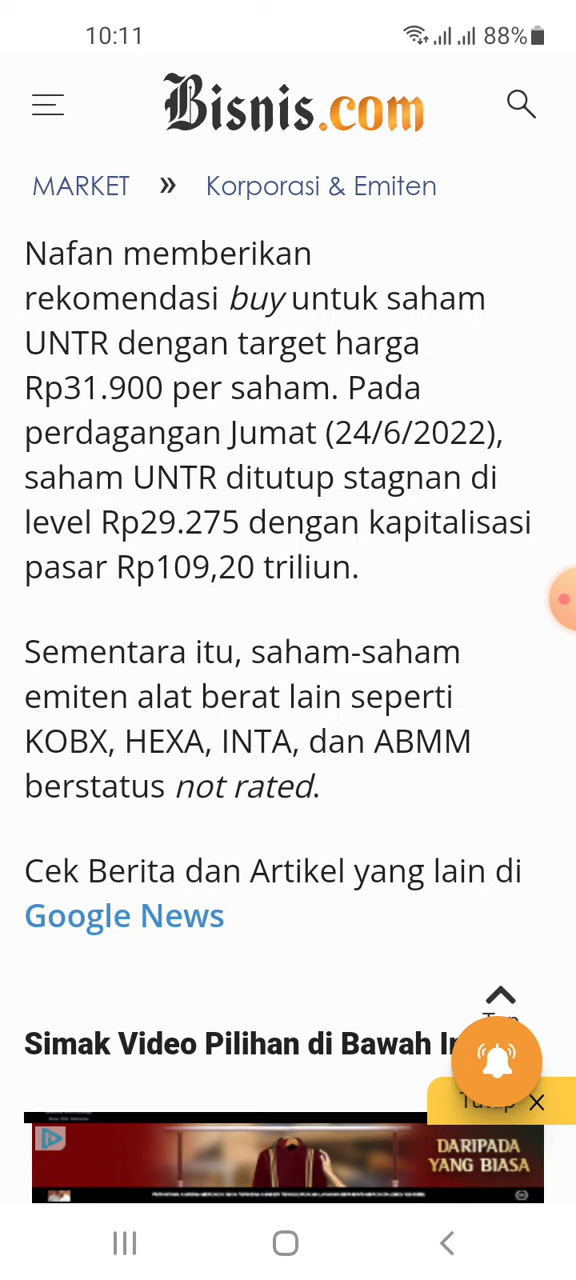 10:11
88%
Bisnis.com
MARKET » Korporasi & Emiten
Nafan memberikan
rekomendasi buy untuk saham
UNTR dengan target harga
Rp31.900 per saham. Pada
perdagangan Jumat (24/6/2022),
saham UNTR ditutup stagnan di
level Rp29.275 dengan kapitalisasi
pasar Rp109,20 triliun.
Sementara itu, saham-saham
emiten alat berat lain seperti
KOBX, HEXA, INTA, dan ABMM
berstatus not rated.
Cek Berita dan Artikel yang lain di
Google News
Simak Video Pilihan di Bawah
DARIPADA
YANG BIASA